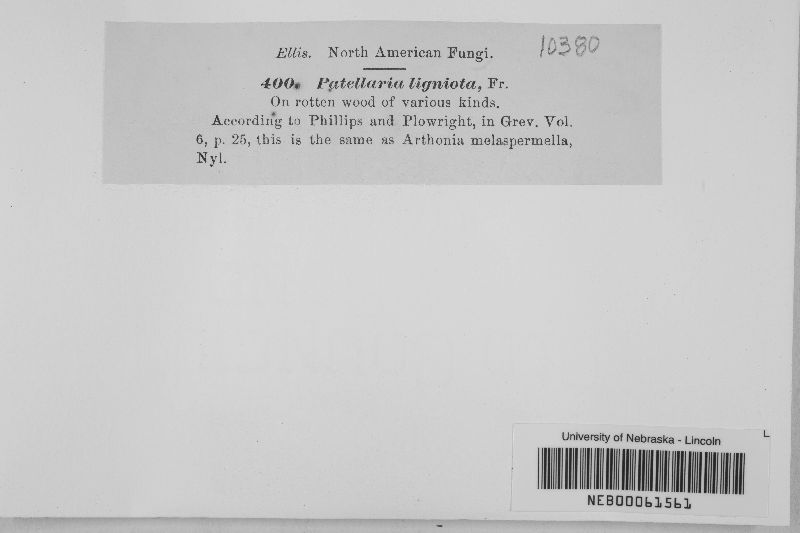 Ellis. North American Fungi. 10380
400. Patellaria ligniota, Fr.
On rotten wood of various kinds.
According to Phillips and Plowright, in Grev. Vol.
6, p. 25, this is the same as Arthonia melaspermella,
Nyl.
University of Nebraska - Lincoln
NEB00061561